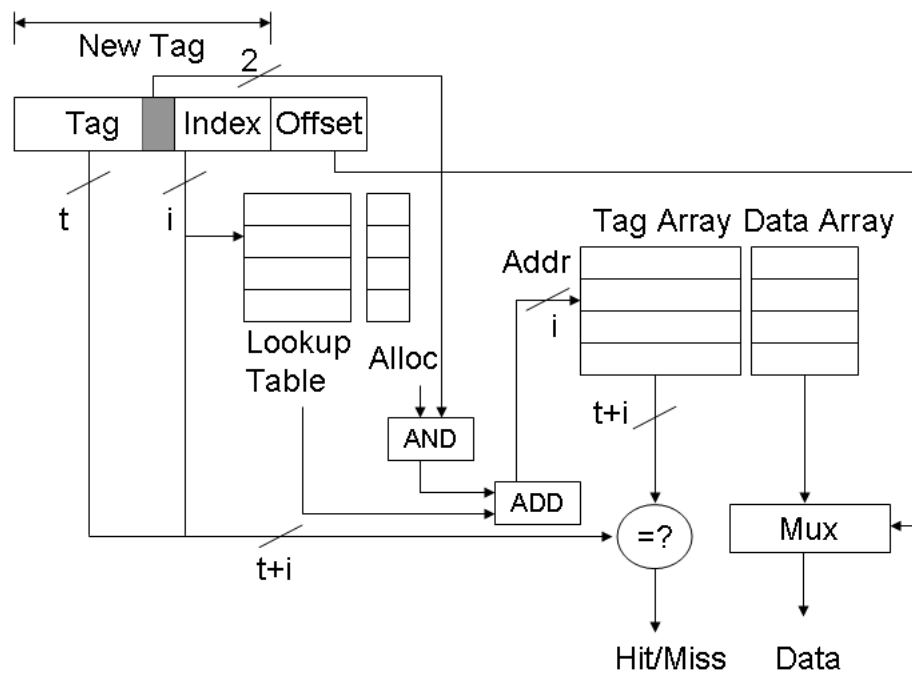 New Tag
2
Tag
Index
Offset
t
i
Tag Array
Data Array
Addr
i
Lookup
Table
Alloc
t+i
AND
ADD
=?
Mux
t+i
Hit/Miss
Data